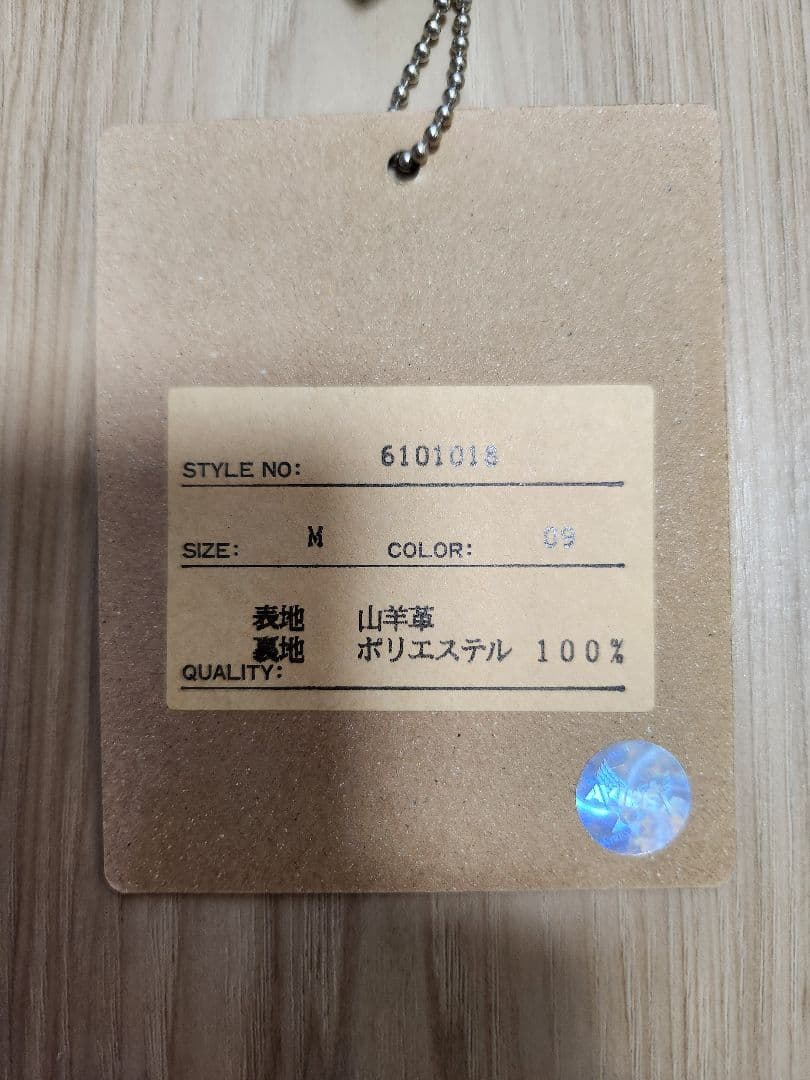 STYLE NO: 6101018
SIZE: M COLOR: 09
表地 山羊革
裏地 ポリエステル 100%
QUALITY:
AVIREX